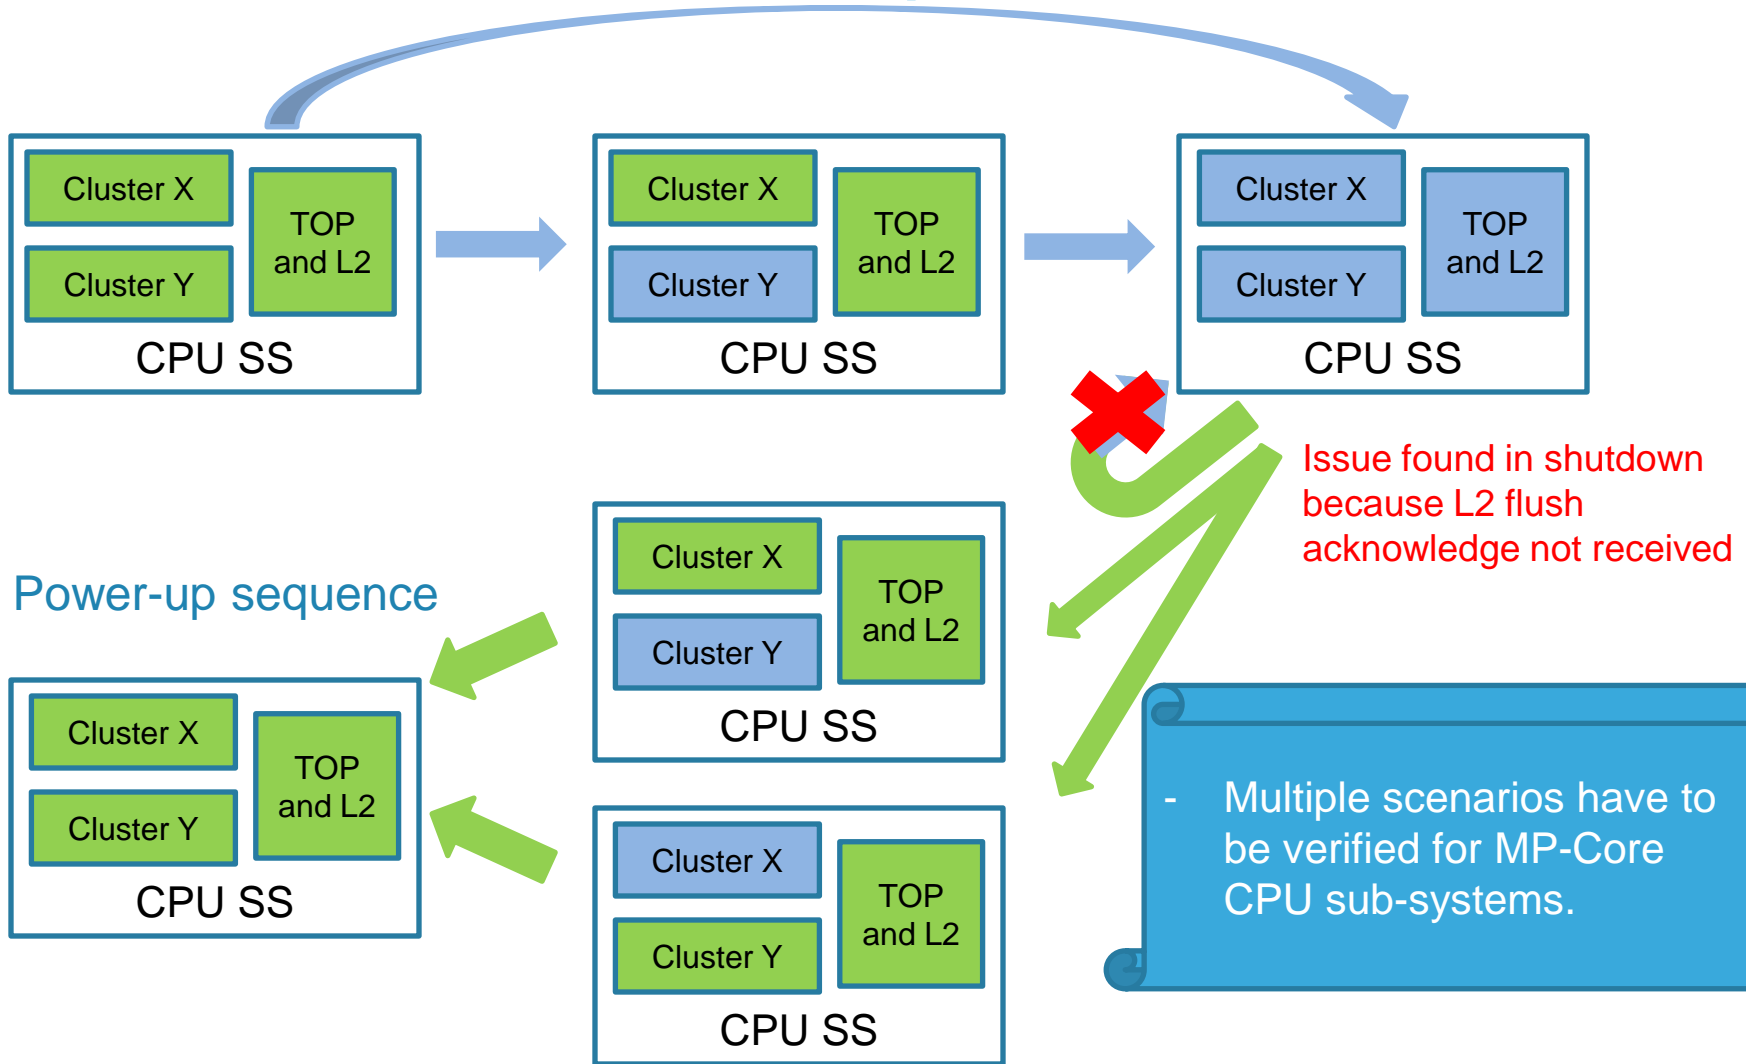 Cluster X
TOP
and L2
Cluster Y
CPU SS
Cluster X
TOP
and L2
Cluster Y
CPU SS
Cluster X
TOP
and L2
Cluster Y
CPU SS
Issue found in shutdown
because L2 flush
acknowledge not received
Power-up sequence
Cluster X
TOP
and L2
Cluster Y
CPU SS
Cluster X
TOP
and L2
Cluster Y
CPU SS
Cluster X
TOP
and L2
Cluster Y
CPU SS
- Multiple scenarios have to
be verified for MP-Core
CPU sub-systems.